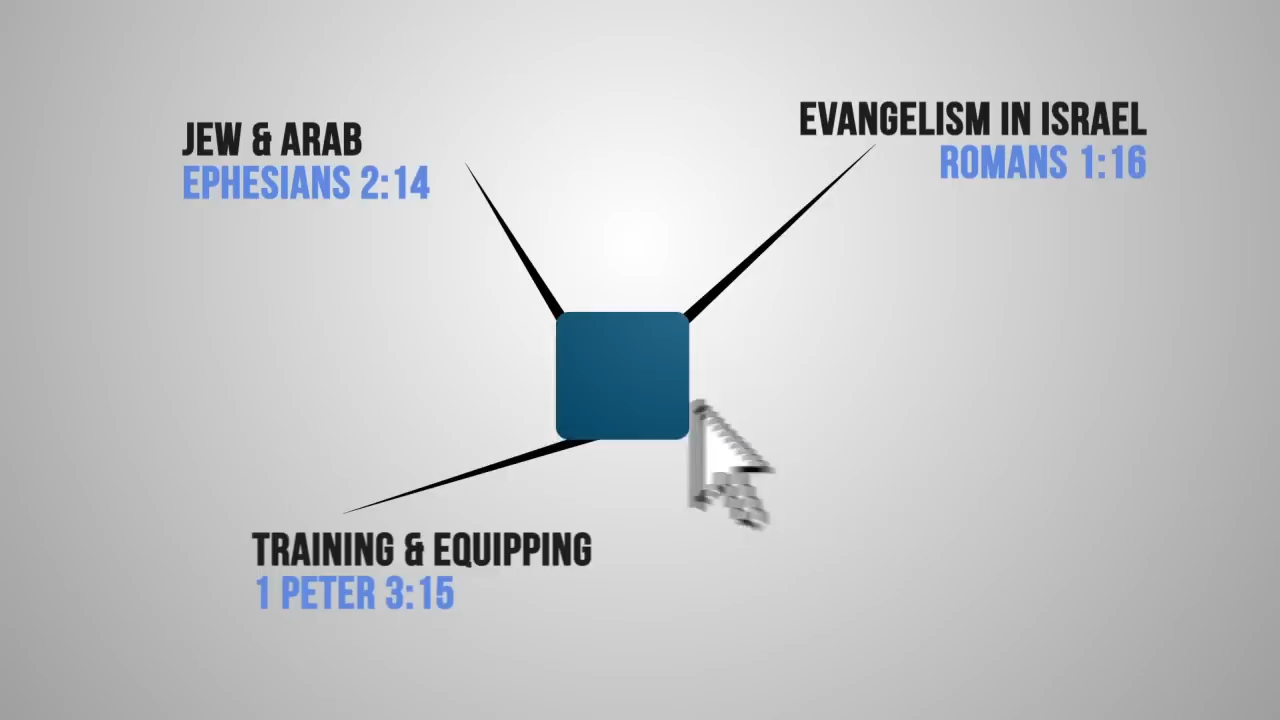 JEW & ARAB
EPHESIANS 2:14
EVANGELISM IN ISRAEL
ROMANS 1:16
TRAINING & EQUIPPING
1 PETER 3:15